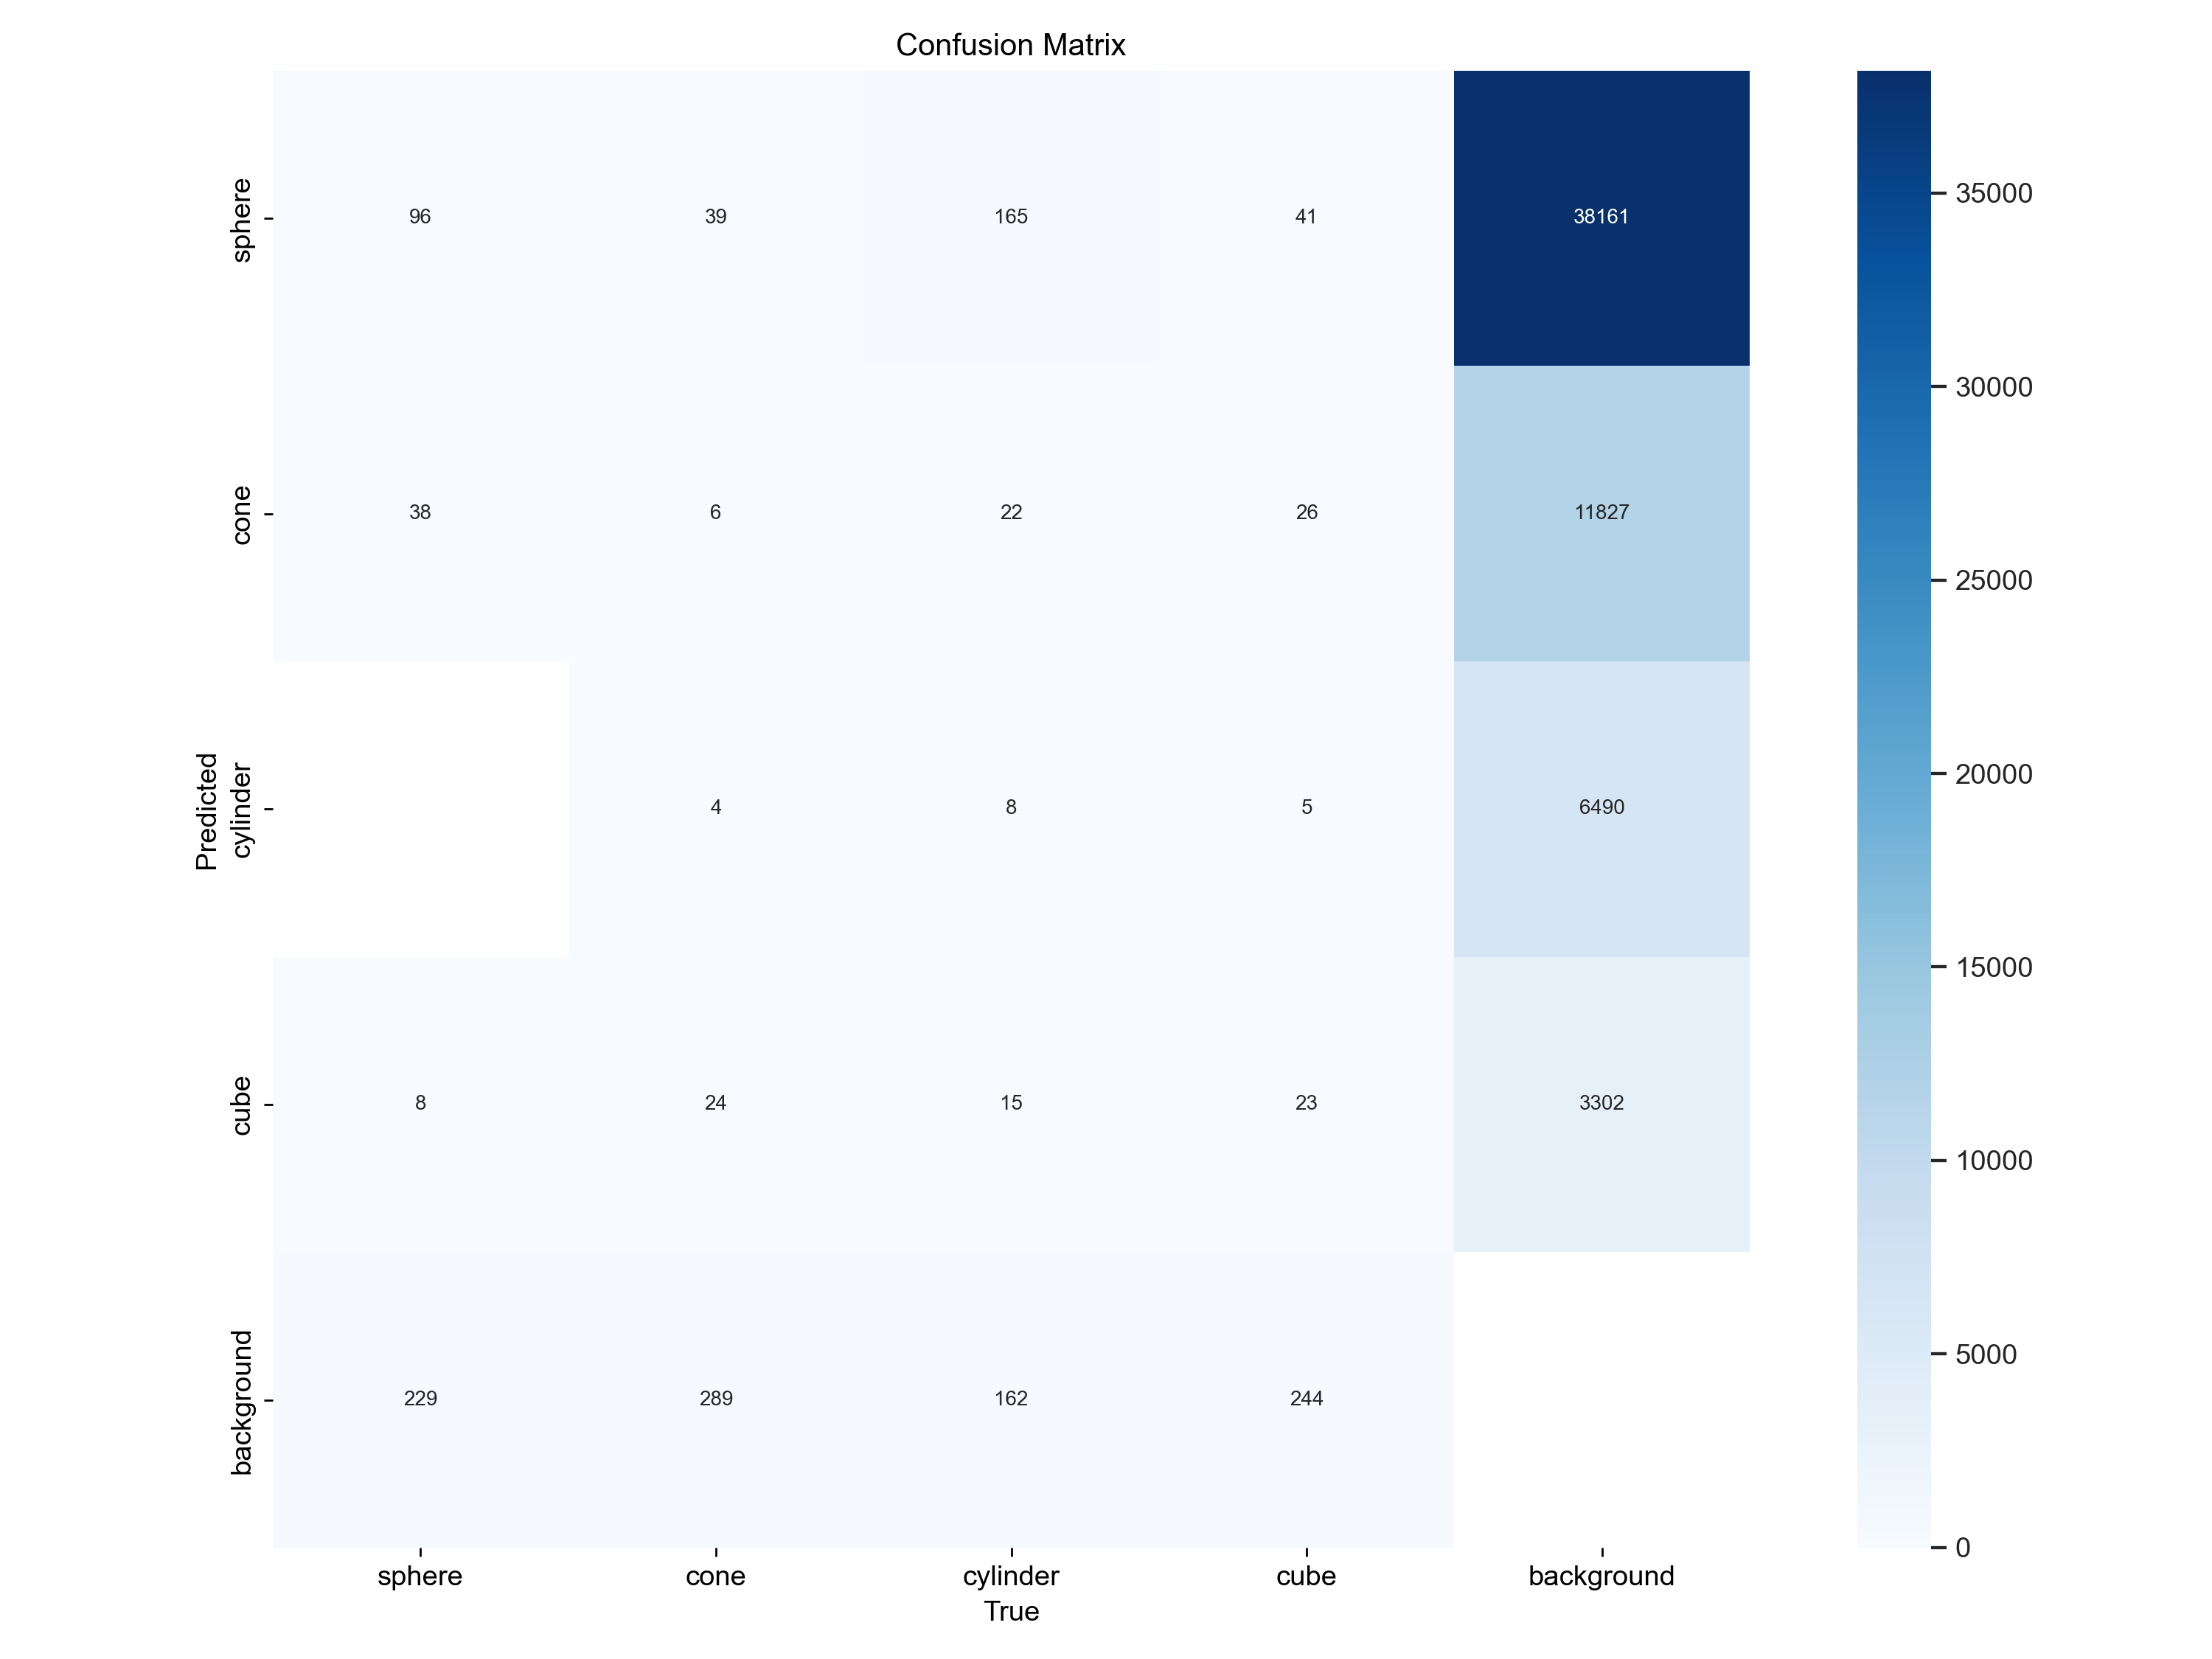 Confusion Matrix
sphere
96
39
165
41
38161
cone
38
6
22
26
11827
Predicted
cylinder
4
8
5
6490
cube
8
24
15
23
3302
background
229
289
162
244
sphere
cone
cylinder
cube
background
True
35000
30000
25000
20000
15000
10000
5000
0